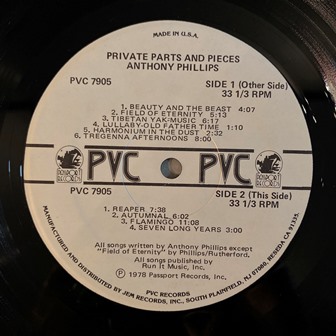 MADE IN U.S.A.
PRIVATE PARTS AND PIECES
ANTHONY PHILLIPS
PVC 7905
SIDE 1 (Other Side)
33 1/3 RPM
1. BEAUTY AND THE BEAST 4:07
2. FIELD OF ETERNITY 5:13
3. TIBETAN YAK-MUSIC 6:17
4. LULLABY-OLD FATHER TIME 1:10
5. HARMONIUM IN THE DUST 2:32
6. TREGENNA AFTERNOONS 8:00
PASSPORT RECORDS
PVC
PVC
PASSPORT RECORDS
PVC 7905
SIDE 2 (This Side)
33 1/3 RPM
1. REAPER 7:38
2. AUTUMNAL 6:02
3. FLAMINGO 11:08
4. SEVEN LONG YEARS 3:00
All songs written by Anthony Phillips except
"Field of Eternity" by Phillips/Rutherford.
All songs published by
Run It Music, Inc.
℗ 1978 Passport Records, Inc.
PVC RECORDS
MANUFACTURED AND DISTRIBUTED BY JEM RECORDS, INC., SOUTH PLAINFIELD, NJ 07080, RESEDA CA 91335.